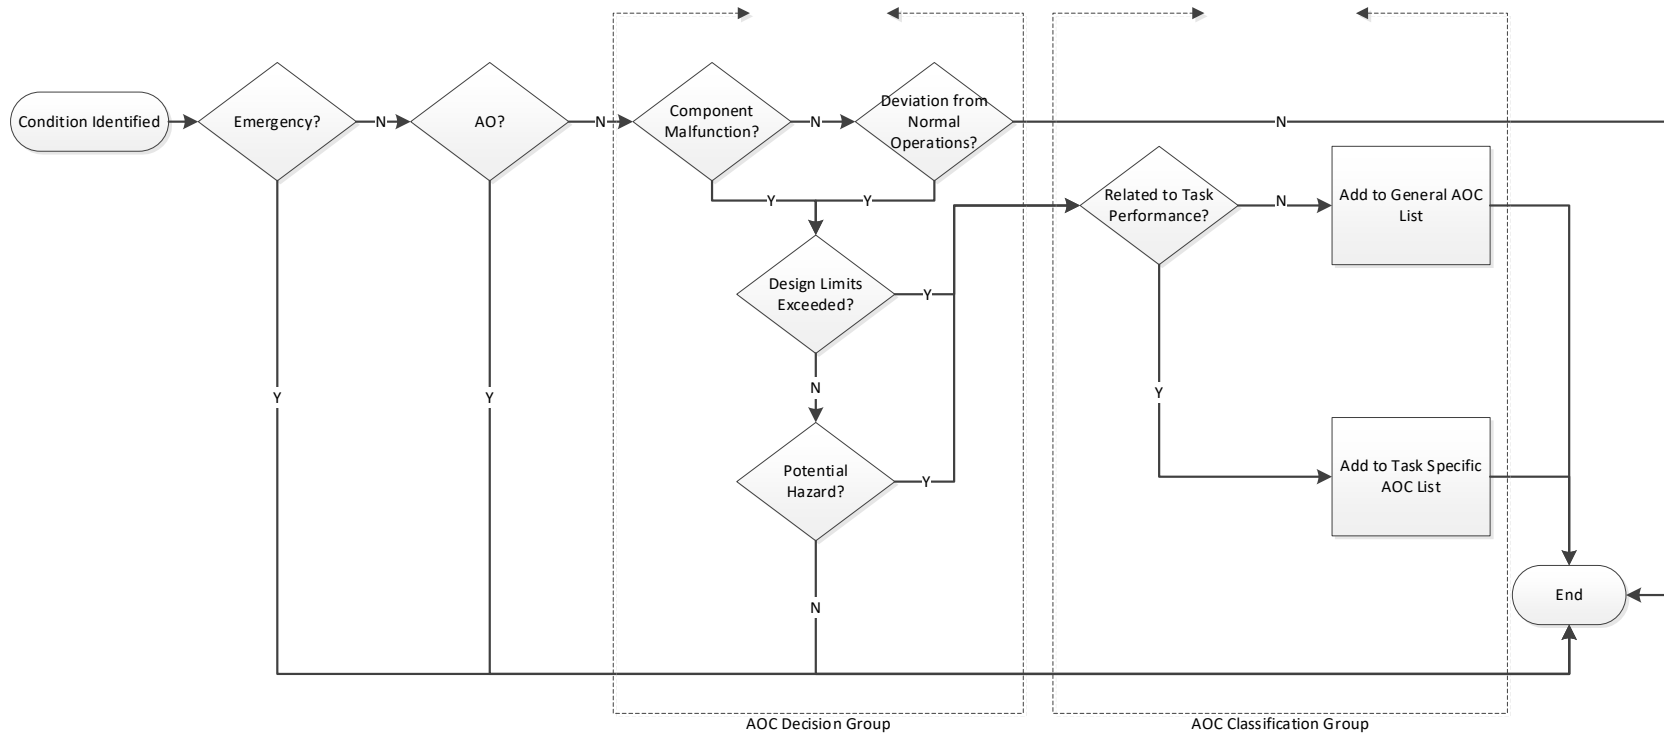 Condition Identified
Emergency?
N
AO?
N
Component
Malfunction?
N
Deviation from
Normal
Operations?
N
Y
Y
Related to Task
Performance?
N
Add to General AOC
List
Design Limits
Exceeded?
Y
N
Y
Y
Y
Potential
Hazard?
Y
Add to Task Specific
AOC List
N
End
AOC Decision Group
AOC Classification Group